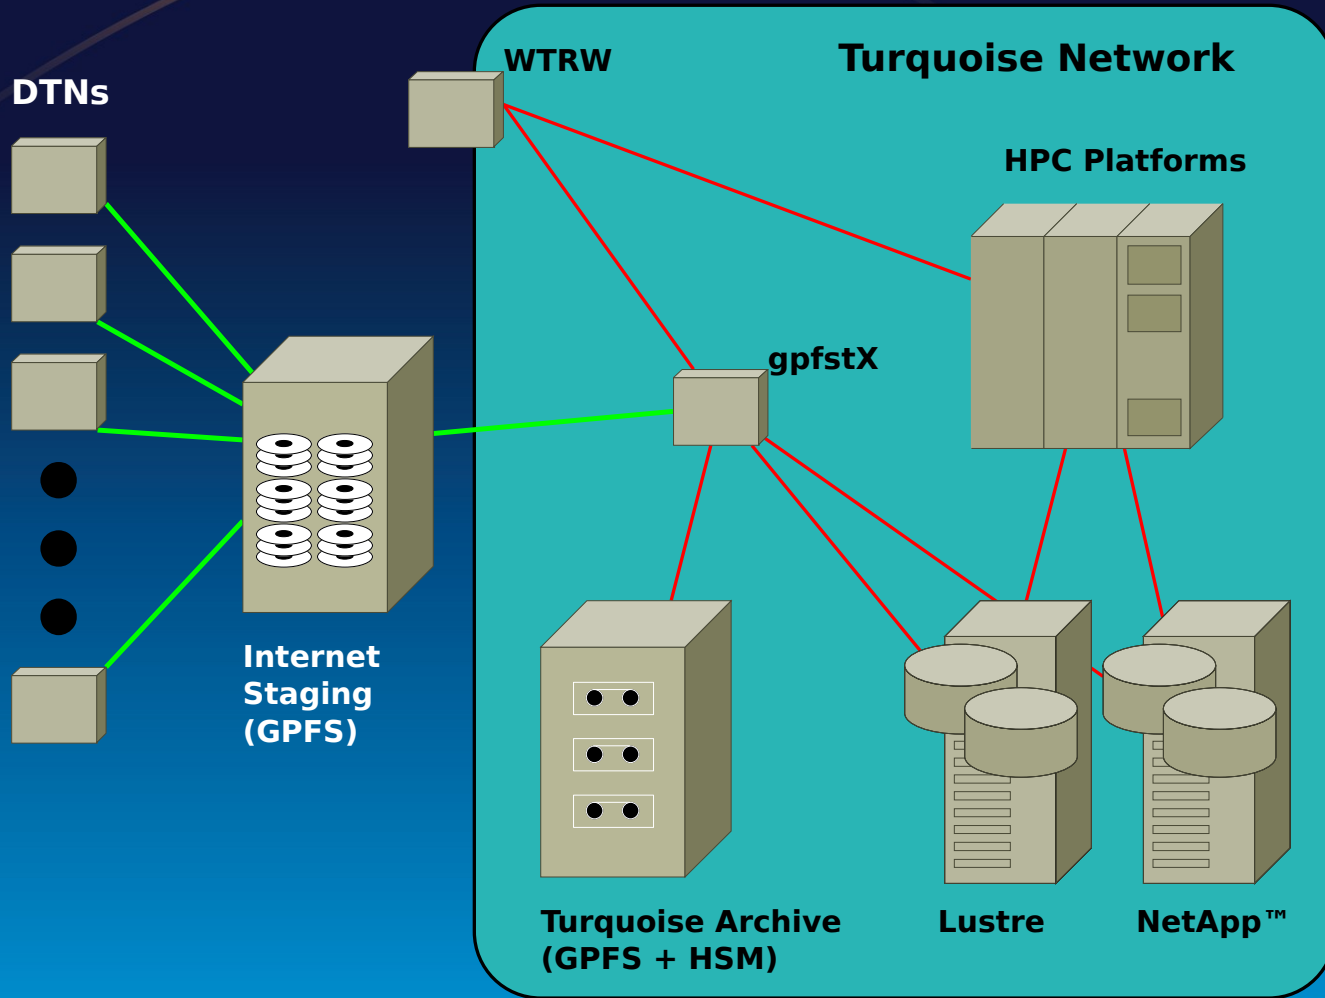 WTRW
Turquoise Network
DTNs
HPC Platforms
gpfstX
Internet
Staging
(GPFS)
Turquoise Archive
(GPFS + HSM)
Lustre
NetApp™